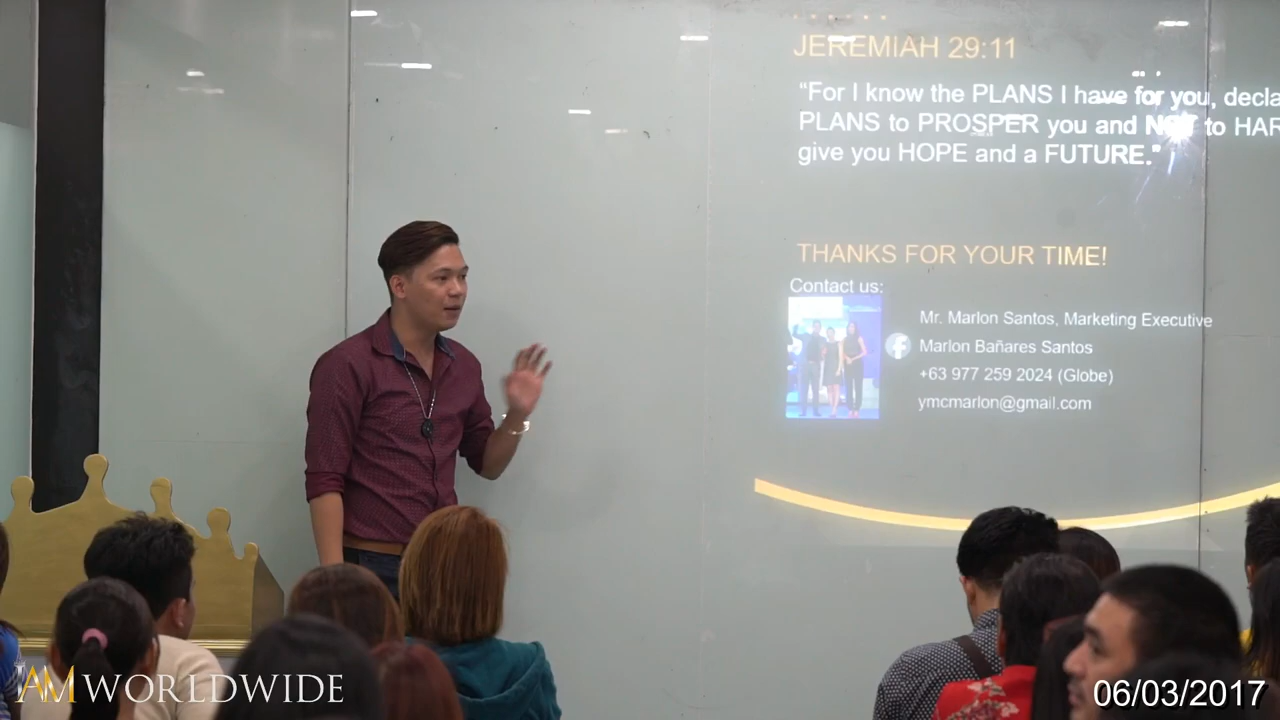 JEREMIAH 29:11
"For I know the PLANS I have for you, decla
PLANS to PROSPER you and NOT to HAR
give you HOPE and a FUTURE."
THANKS FOR YOUR TIME!
Contact us:
Mr. Marlon Santos, Marketing Executive
f
Marlon Bañares Santos
+63 977 259 2024 (Globe)
ymcmarlon@gmail.com
IAM WORLDWIDE
06/03/2017